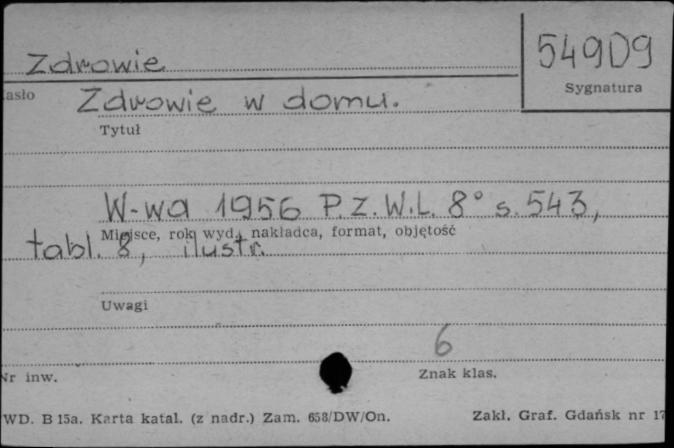 Zdrowie
54909
Sygnatura
asło
Zdrowie w domu.
Tytuł
W-wa 1956 P.Z.W.L. 8° s. 543,
Miejsce, rok wyd., nakładca, format, objętość
tabl. 8, ilustr.
Uwagi
6
Nr inw.
Znak klas.
WD. B 15a. Karta katal. (z nadr.) Zam. 658/DW/On.
Zakł. Graf. Gdańsk nr 17